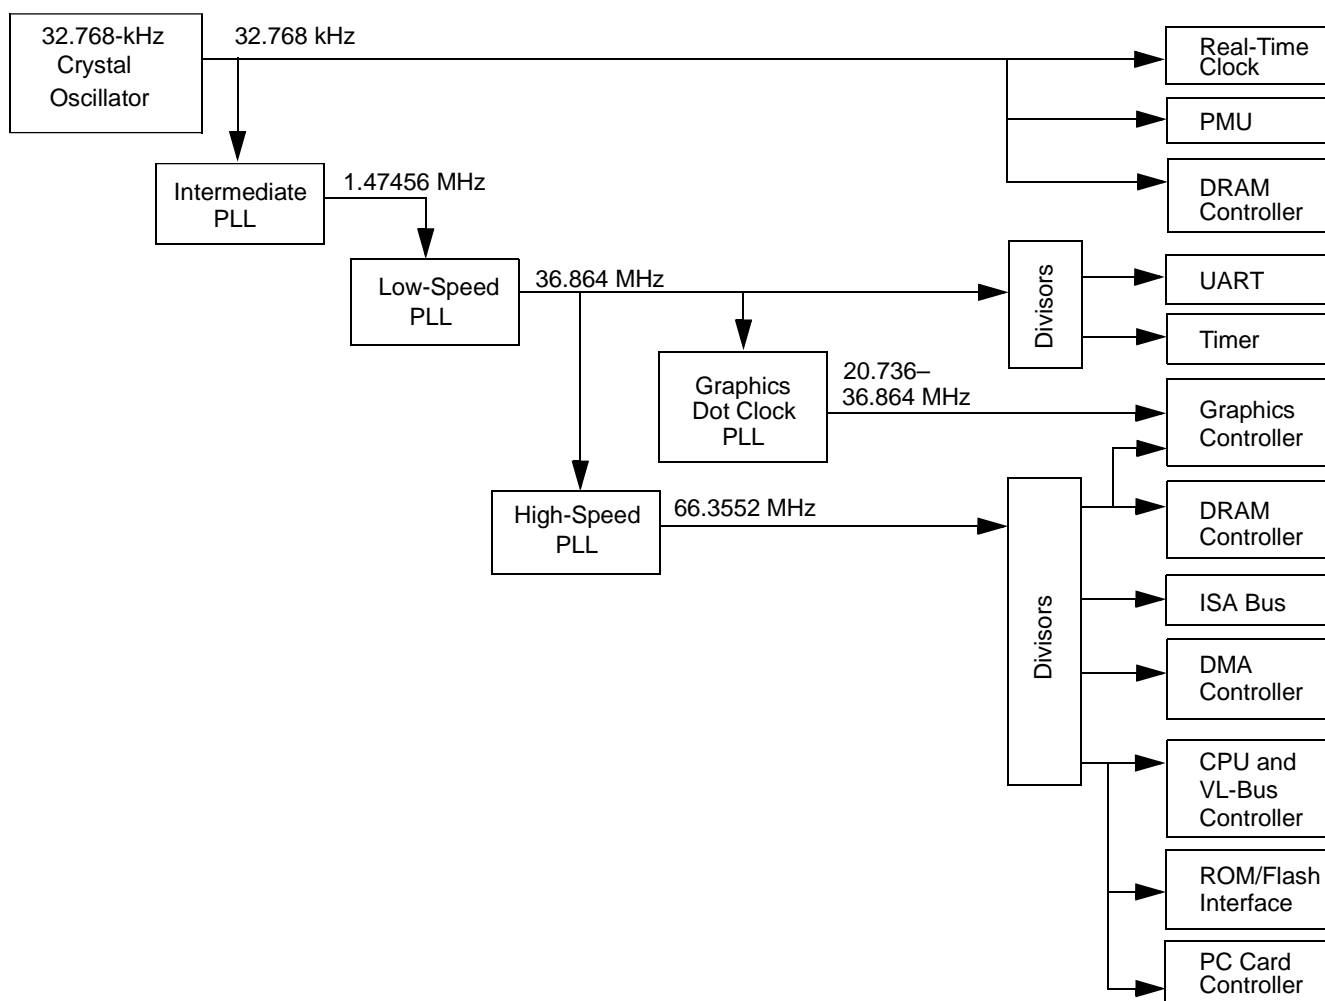 32.768-kHz
Crystal
Oscillator
32.768 kHz
Real-Time
Clock
PMU
DRAM
Controller
Intermediate
PLL
1.47456 MHz
Low-Speed
PLL
36.864 MHz
Divisors
UART
Timer
Graphics
Dot Clock
PLL
20.736–
36.864 MHz
Graphics
Controller
High-Speed
PLL
66.3552 MHz
Divisors
DRAM
Controller
ISA Bus
DMA
Controller
CPU and
VL-Bus
Controller
ROM/Flash
Interface
PC Card
Controller